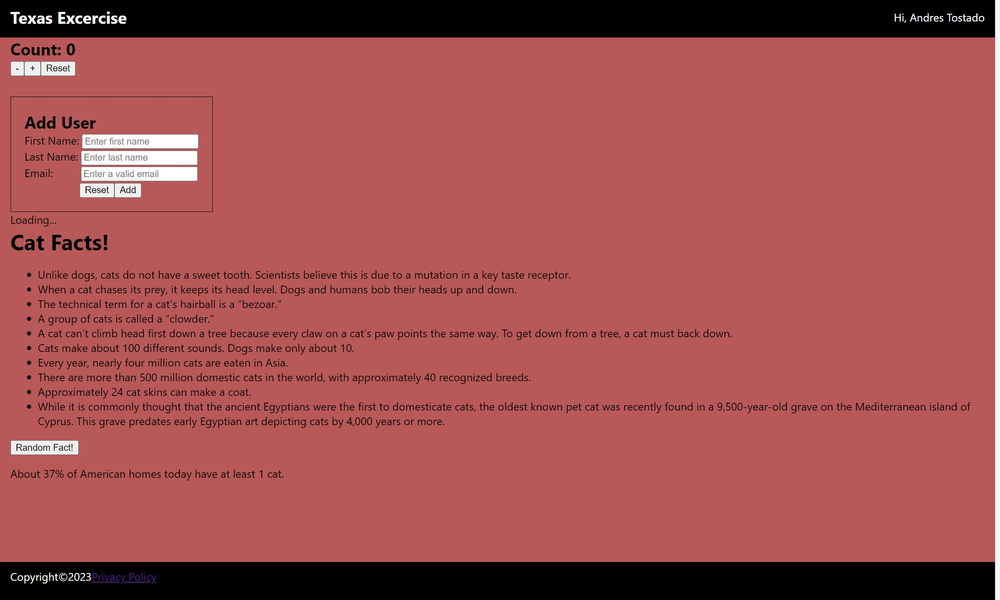 Texas Excercise
Hi, Andres Tostado
Count: 0
- + Reset
Add User
First Name: Enter first name
Last Name: Enter last name
Email: Enter a valid email
Reset Add
Loading...
Cat Facts!
• Unlike dogs, cats do not have a sweet tooth. Scientists believe this is due to a mutation in a key taste receptor.
• When a cat chases its prey, it keeps its head level. Dogs and humans bob their heads up and down.
• The technical term for a cat’s hairball is a “bezoar.”
• A group of cats is called a “clowder.”
• A cat can’t climb head first down a tree because every claw on a cat’s paw points the same way. To get down from a tree, a cat must back down.
• Cats make about 100 different sounds. Dogs make only about 10.
• Every year, nearly four million cats are eaten in Asia.
• There are more than 500 million domestic cats in the world, with approximately 40 recognized breeds.
• Approximately 24 cat skins can make a coat.
• While it is commonly thought that the ancient Egyptians were the first to domesticate cats, the oldest known pet cat was recently found in a 9,500-year-old grave on the Mediterranean island of
Cyprus. This grave predates early Egyptian art depicting cats by 4,000 years or more.
Random Fact!
About 37% of American homes today have at least 1 cat.
Copyright©2023Privacy Policy